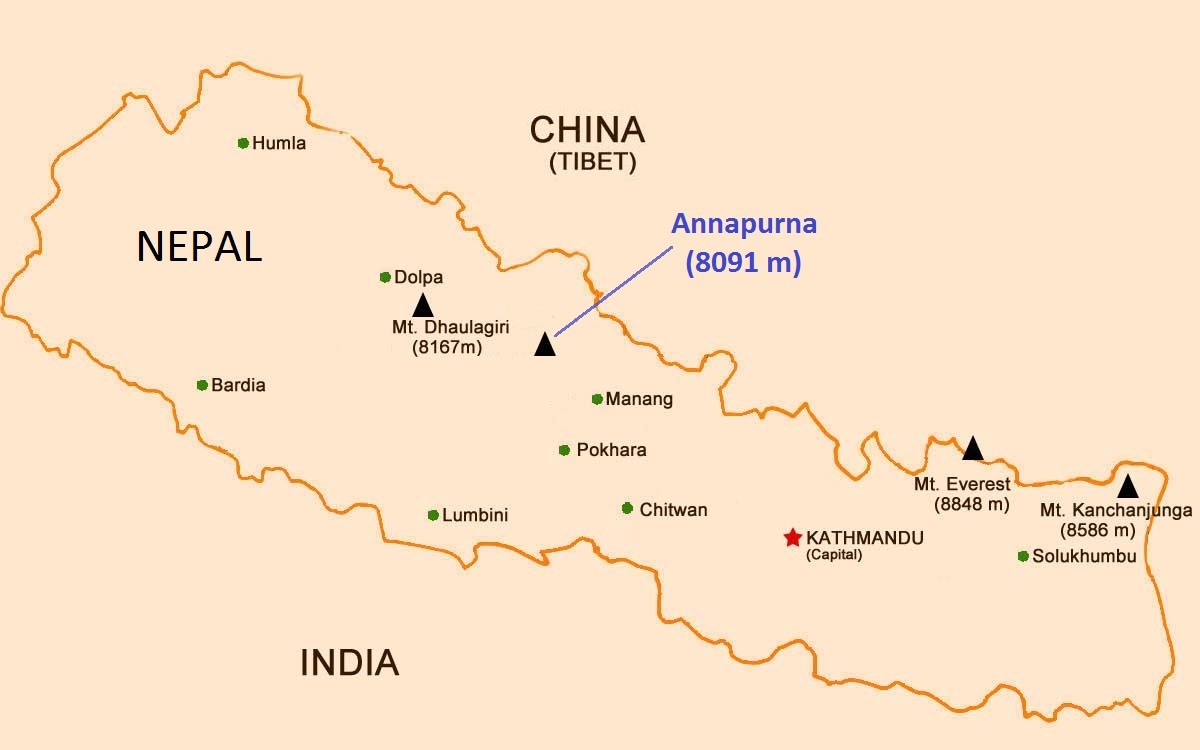 CHINA
(TIBET)
Humla
Annapurna
(8091 m)
NEPAL
Dolpa
Mt. Dhaulagiri
(8167m)
Bardia
Manang
Pokhara
Mt. Everest
(8848 m)
Mt. Kanchanjunga
(8586 m)
Lumbini
Chitwan
KATHMANDU
(Capital)
Solukhumbu
INDIA